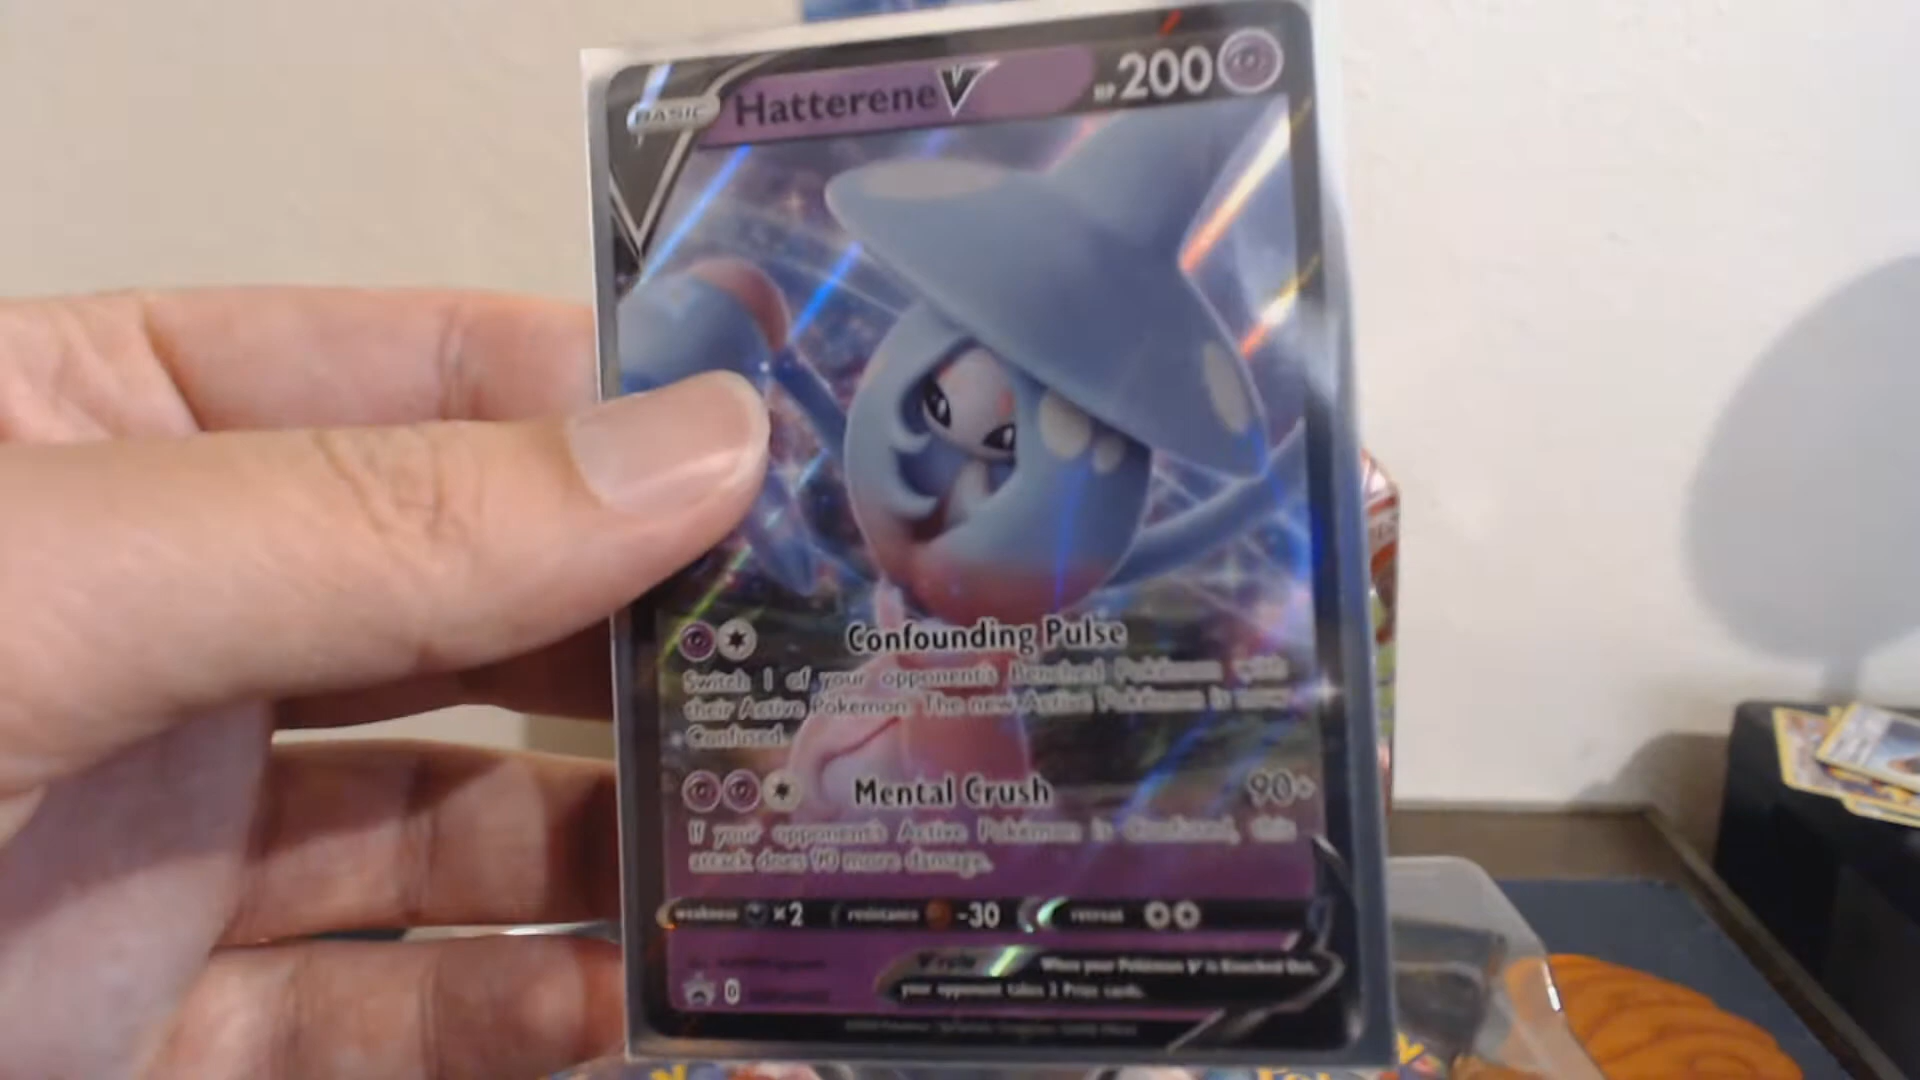 BASIC Hatterene V HP 200
Confounding Pulse
Switch 1 of your opponent's Benched Pokémon with
their Active Pokémon. The new Active Pokémon is now
Confused.
Mental Crush 90+
If your opponent's Active Pokémon is Confused, this
attack does 90 more damage.
weakness ×2 resistance -30 retreat
V rule When your Pokémon V is Knocked Out,
your opponent takes 2 Prize cards.
D